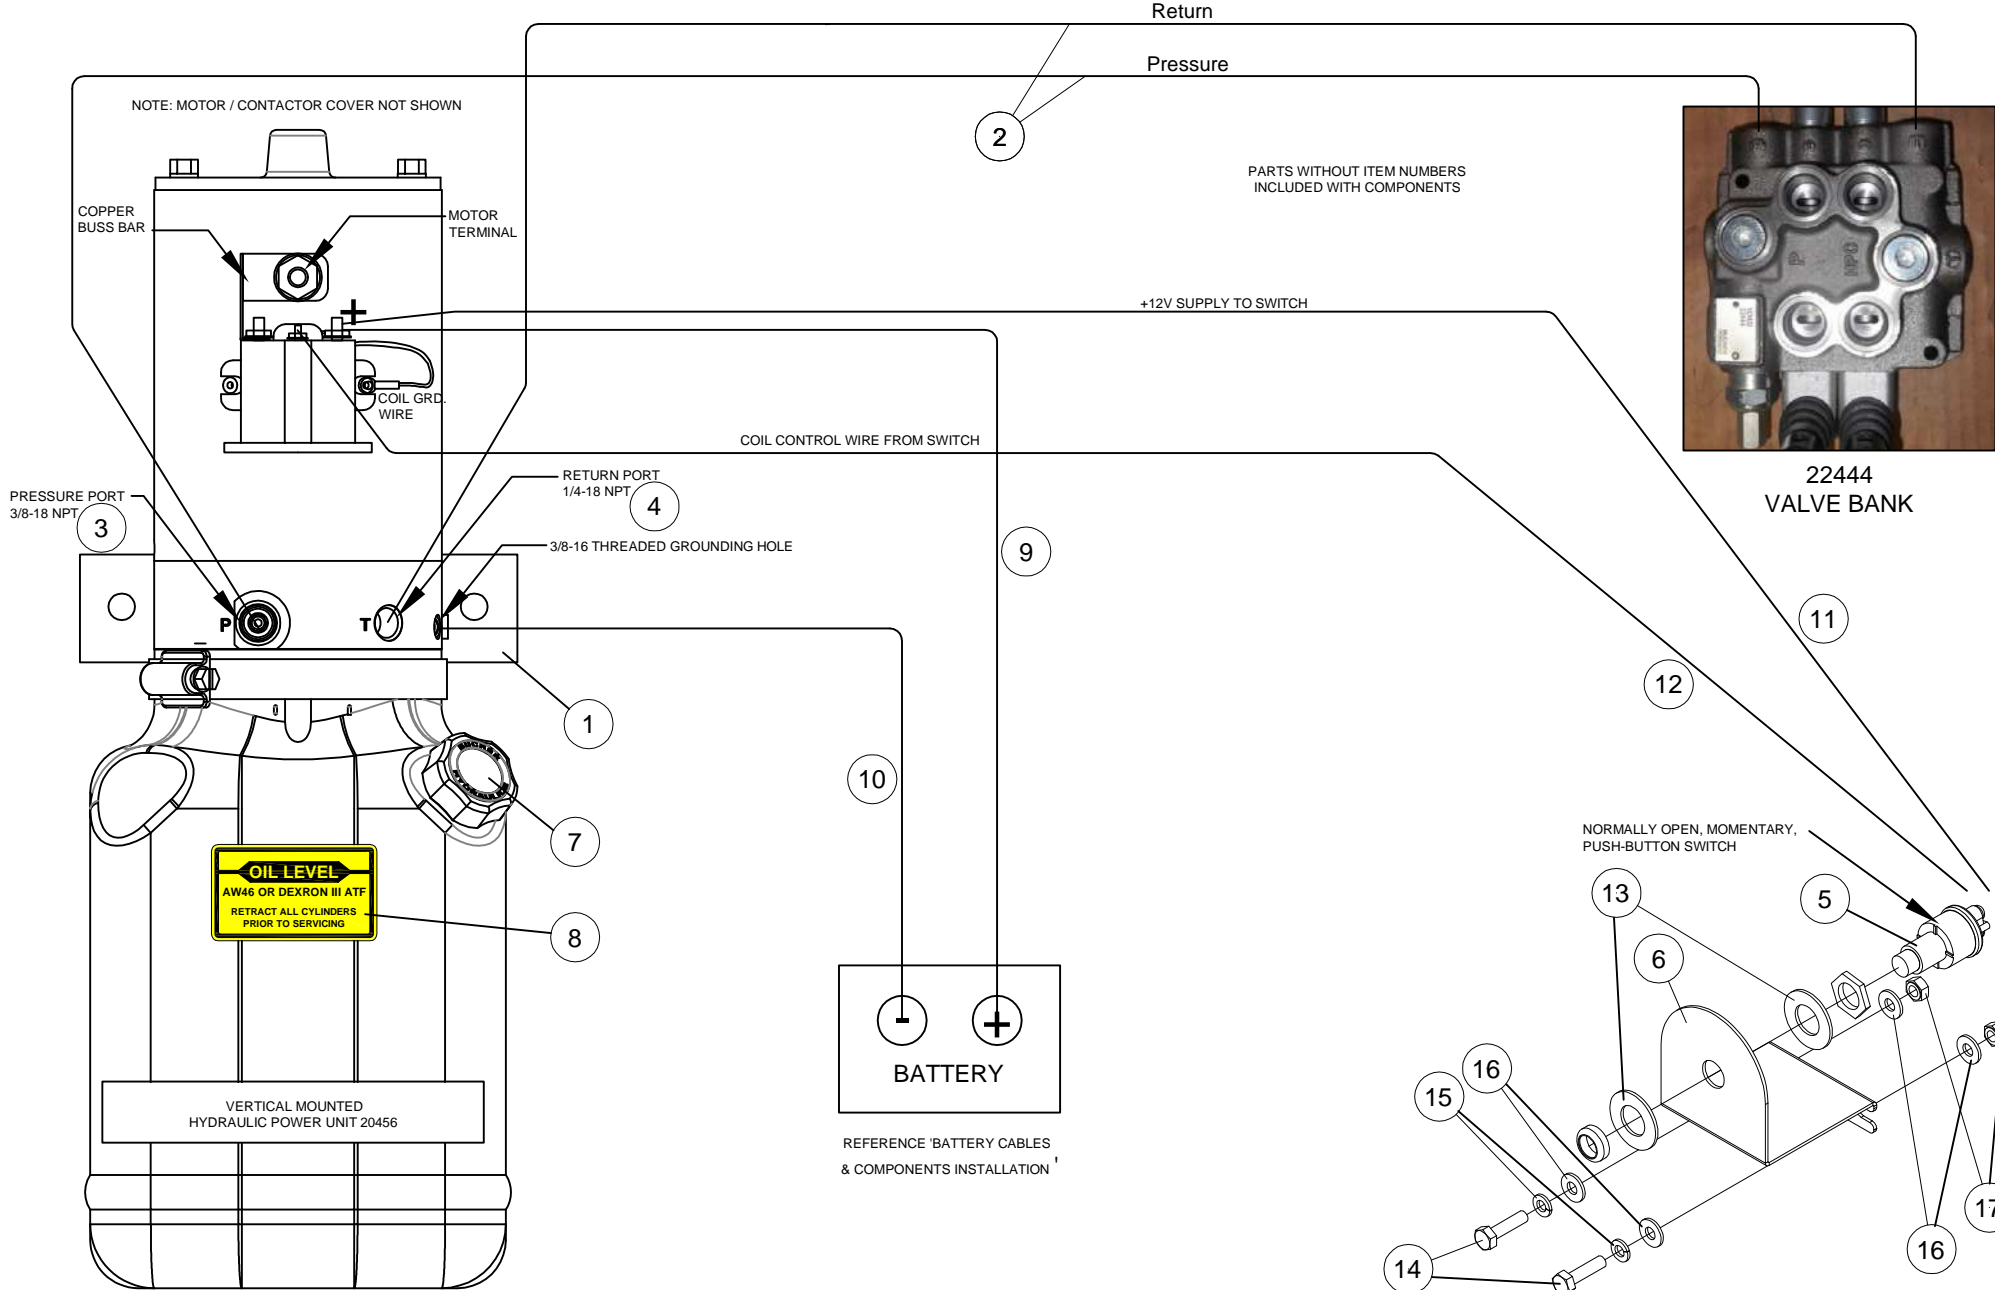 Return
Pressure
NOTE: MOTOR / CONTACTOR COVER NOT SHOWN
2
PARTS WITHOUT ITEM NUMBERS
INCLUDED WITH COMPONENTS
COPPER
BUSS BAR
MOTOR
TERMINAL
+
+12V SUPPLY TO SWITCH
P
HPC
COIL GRD.
WIRE
COIL CONTROL WIRE FROM SWITCH
22444
VALVE BANK
PRESSURE PORT
3/8-18 NPT
3
RETURN PORT
1/4-18 NPT
4
3/8-16 THREADED GROUNDING HOLE
9
P
T
11
12
1
10
7
NORMALLY OPEN, MOMENTARY,
PUSH-BUTTON SWITCH
OIL LEVEL
AW46 OR DEXRON III ATF
RETRACT ALL CYLINDERS
PRIOR TO SERVICING
8
13
5
6
- +
BATTERY
REFERENCE 'BATTERY CABLES
& COMPONENTS INSTALLATION '
VERTICAL MOUNTED
HYDRAULIC POWER UNIT 20456
16
15
17
16
14